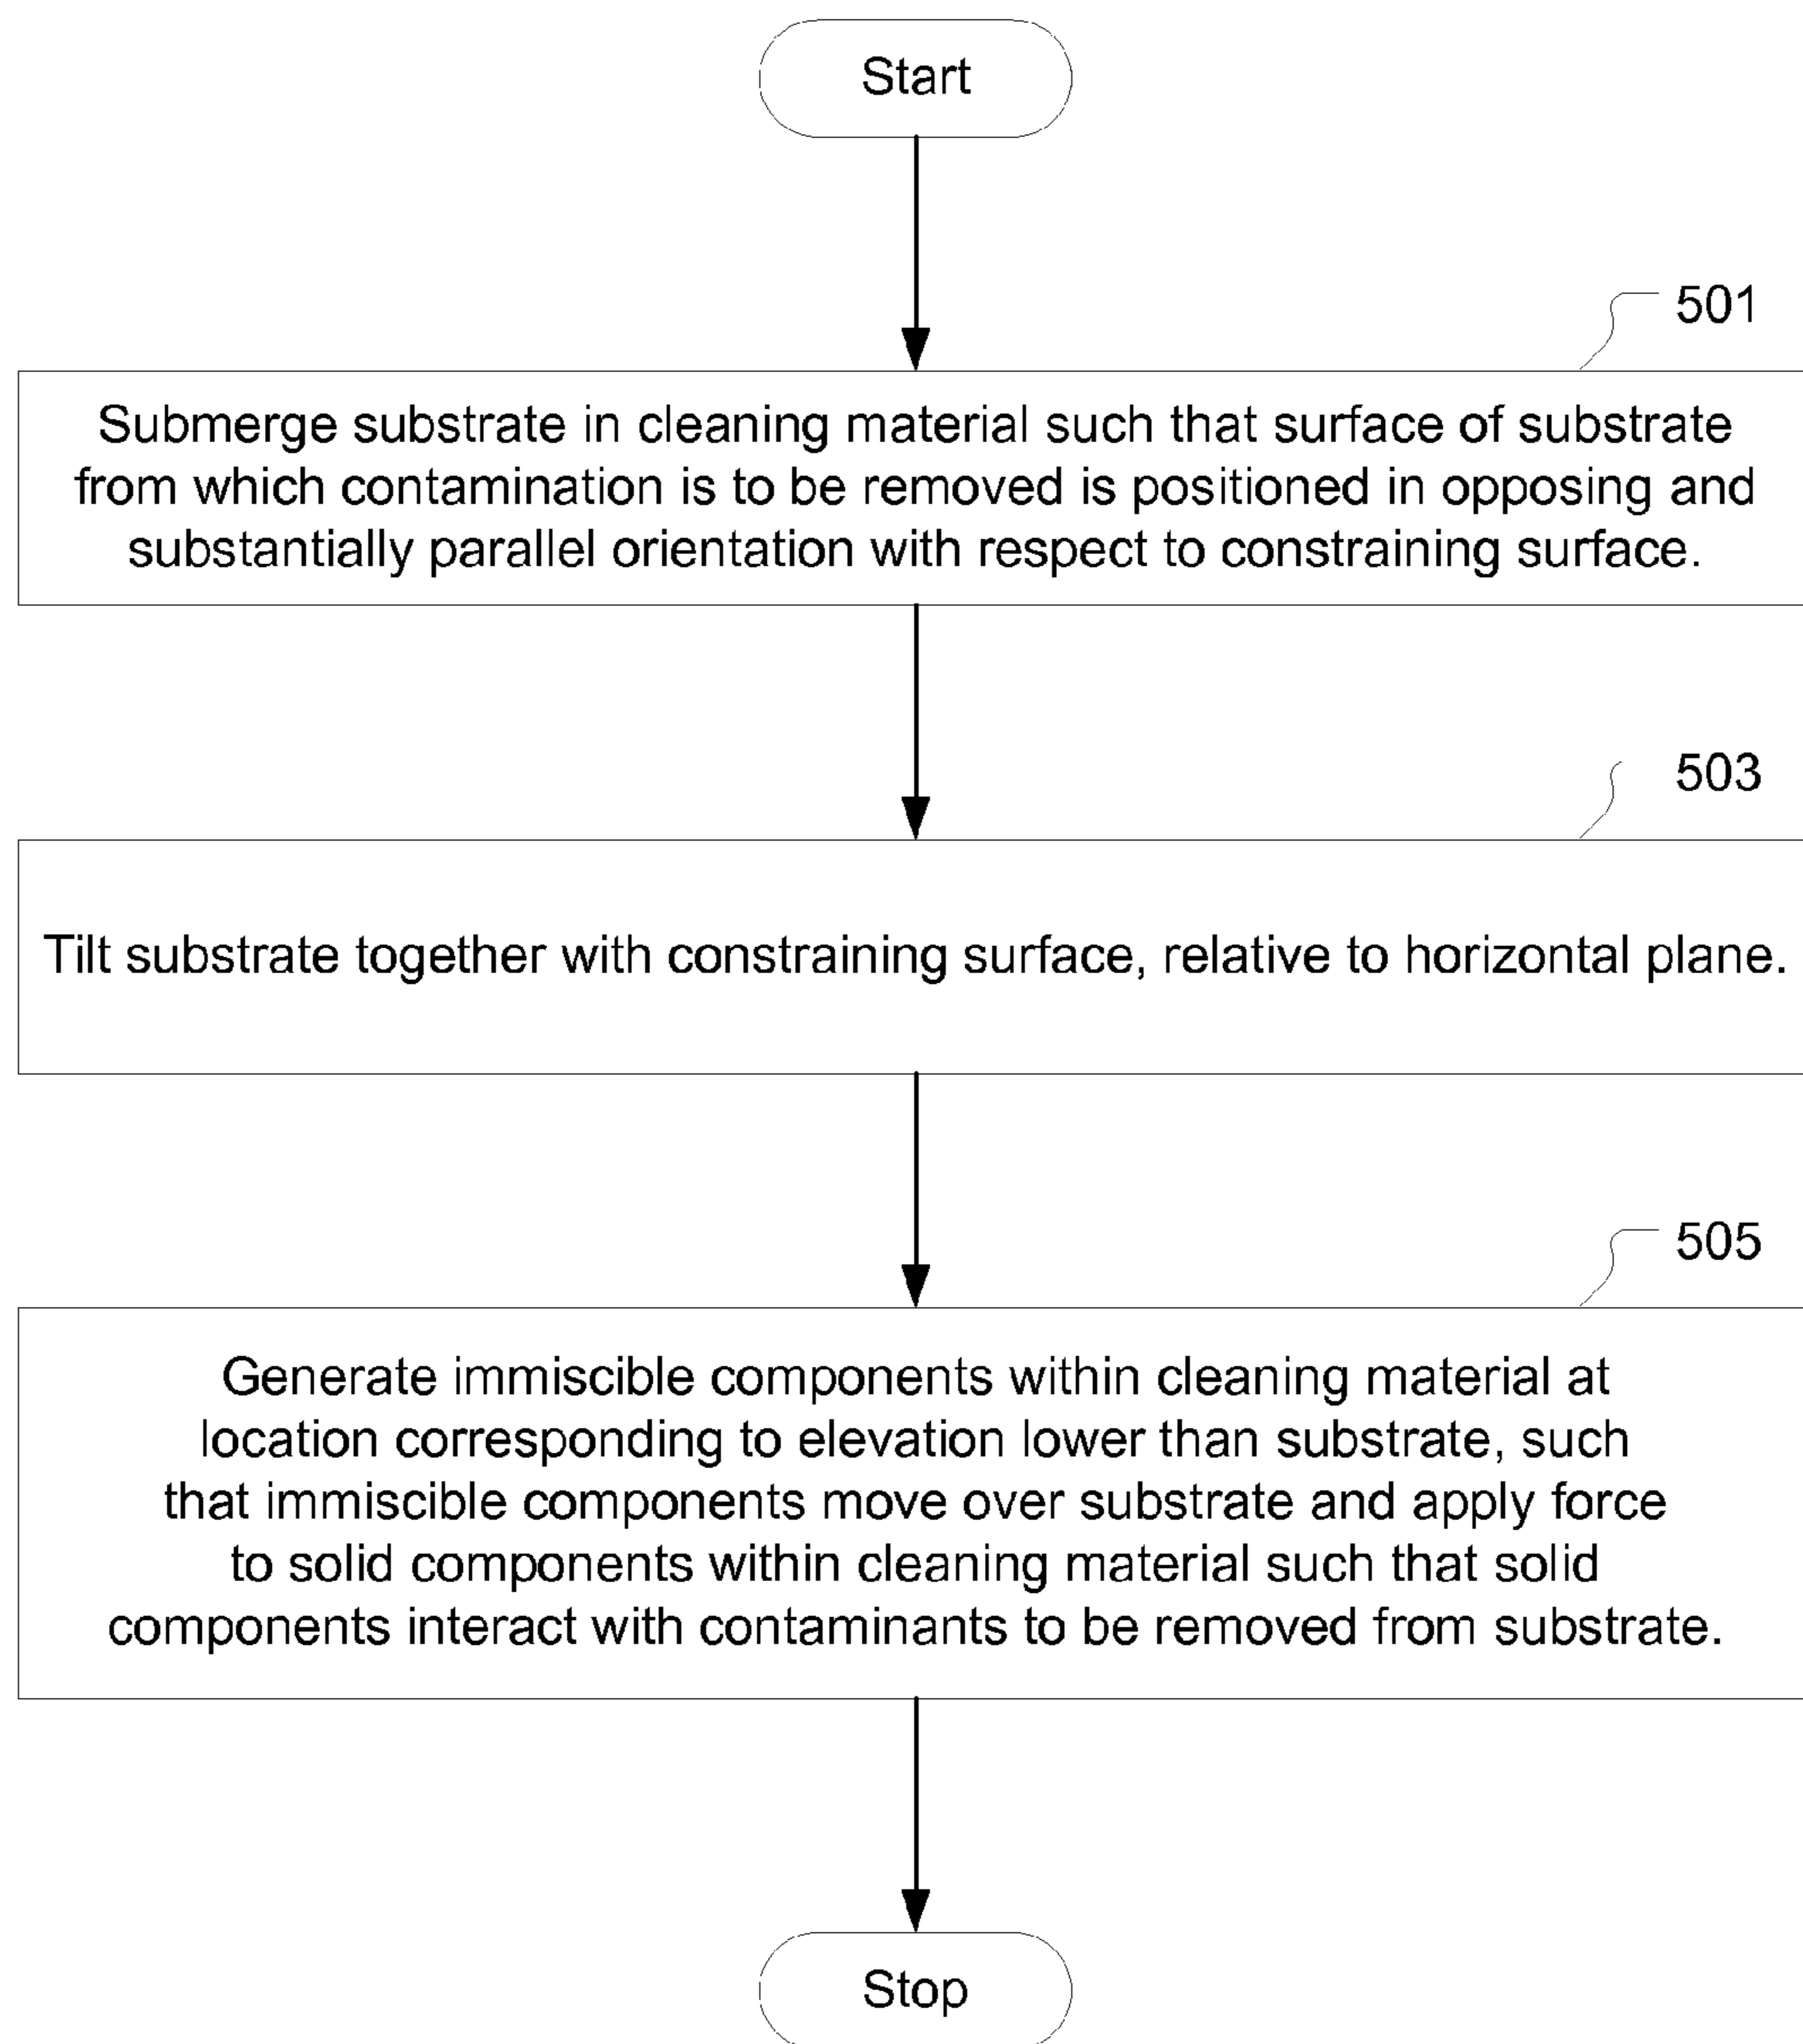 Start
501
Submerge substrate in cleaning material such that surface of substrate
from which contamination is to be removed is positioned in opposing and
substantially parallel orientation with respect to constraining surface.
503
Tilt substrate together with constraining surface, relative to horizontal plane.
505
Generate immiscible components within cleaning material at
location corresponding to elevation lower than substrate, such
that immiscible components move over substrate and apply force
to solid components within cleaning material such that solid
components interact with contaminants to be removed from substrate.
Stop